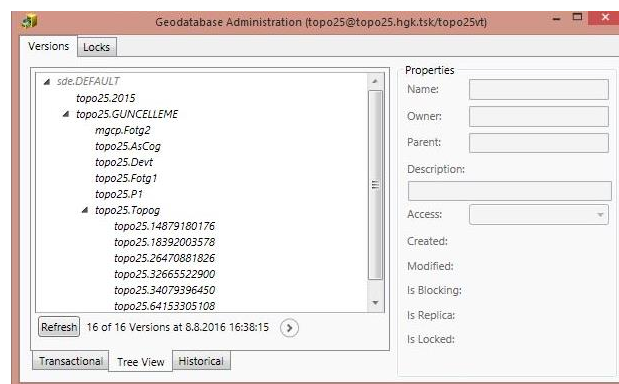 Geodatabase Administration (topo25@topo25.hgk.tsk/topo25vt)
Versions Locks
sde.DEFAULT
topo25.2015
topo25.GUNCELLEME
mgcp.Fotg2
topo25.AsCog
topo25.Devt
topo25.Fotg1
topo25.P1
topo25.Topog
topo25.14879180176
topo25.18392003578
topo25.26470881826
topo25.32665522900
topo25.34079396450
topo25.64153305108
Refresh 16 of 16 Versions at 8.8.2016 16:38:15
Transactional Tree View Historical
Properties
Name:
Owner:
Parent:
Description:
Access:
Created:
Modified:
Is Blocking:
Is Replica:
Is Locked: